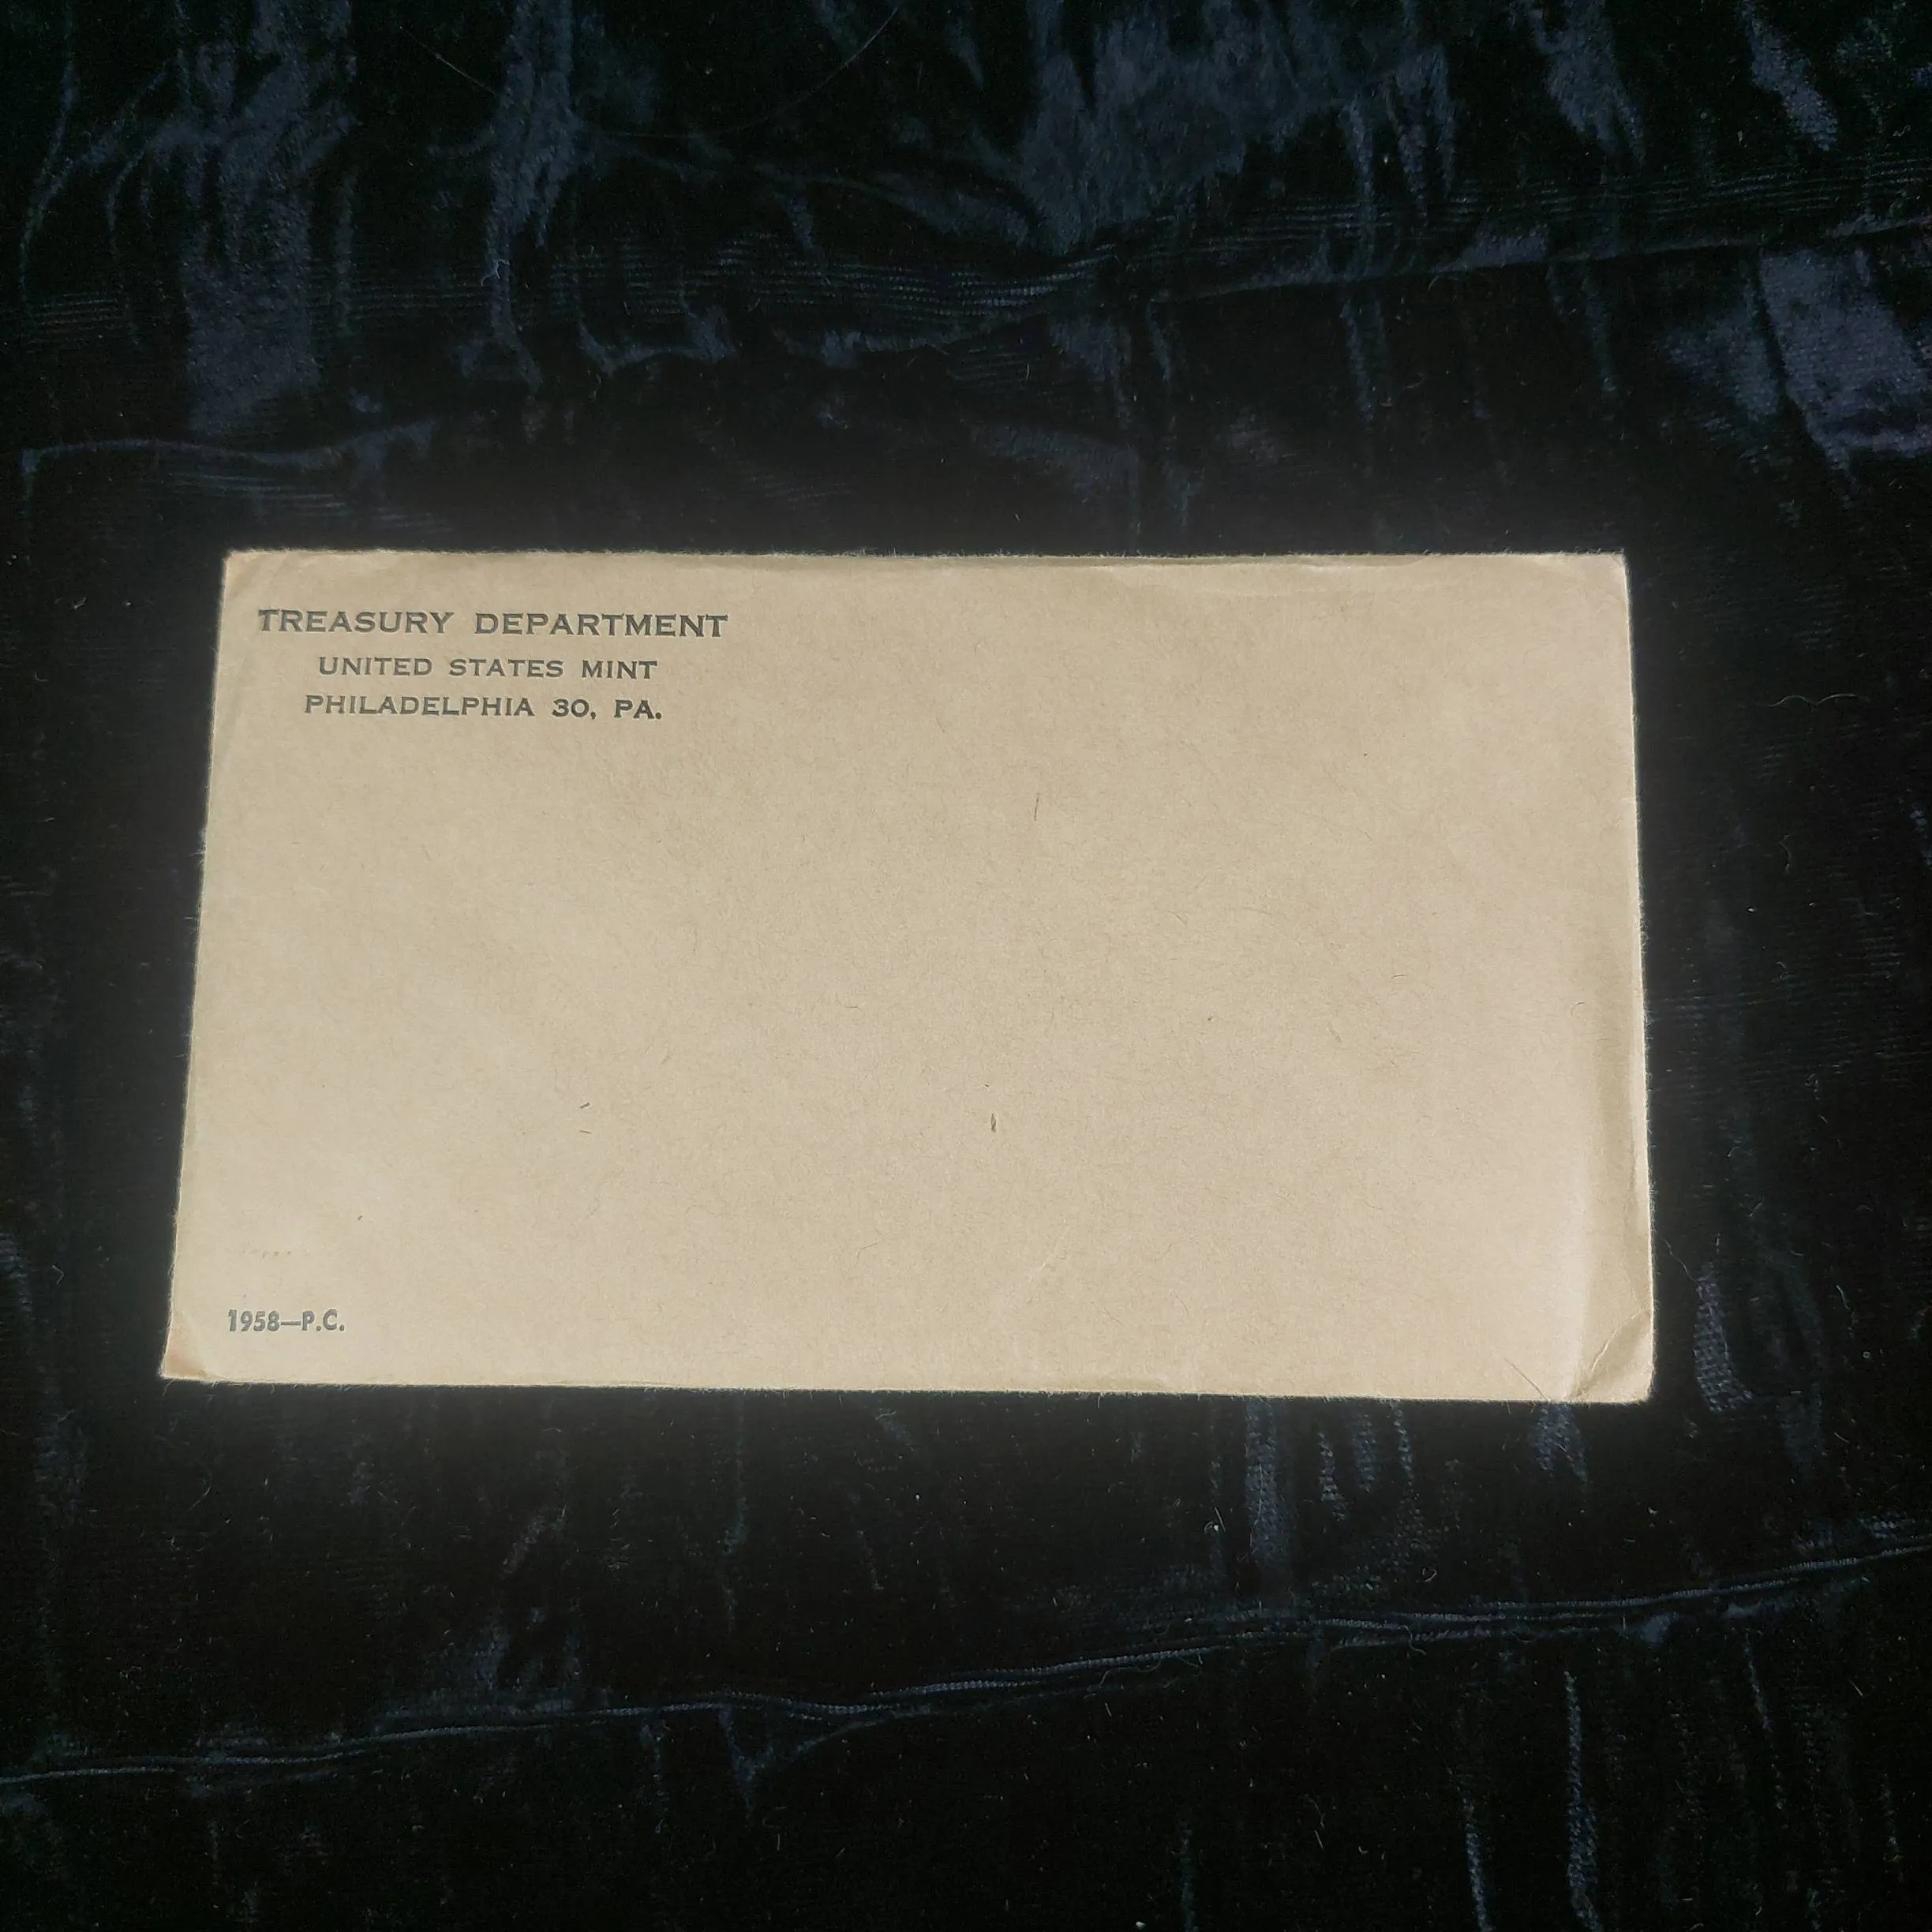 TREASURY DEPARTMENT
UNITED STATES MINT
PHILADELPHIA 30, PA.
1958—P.C.